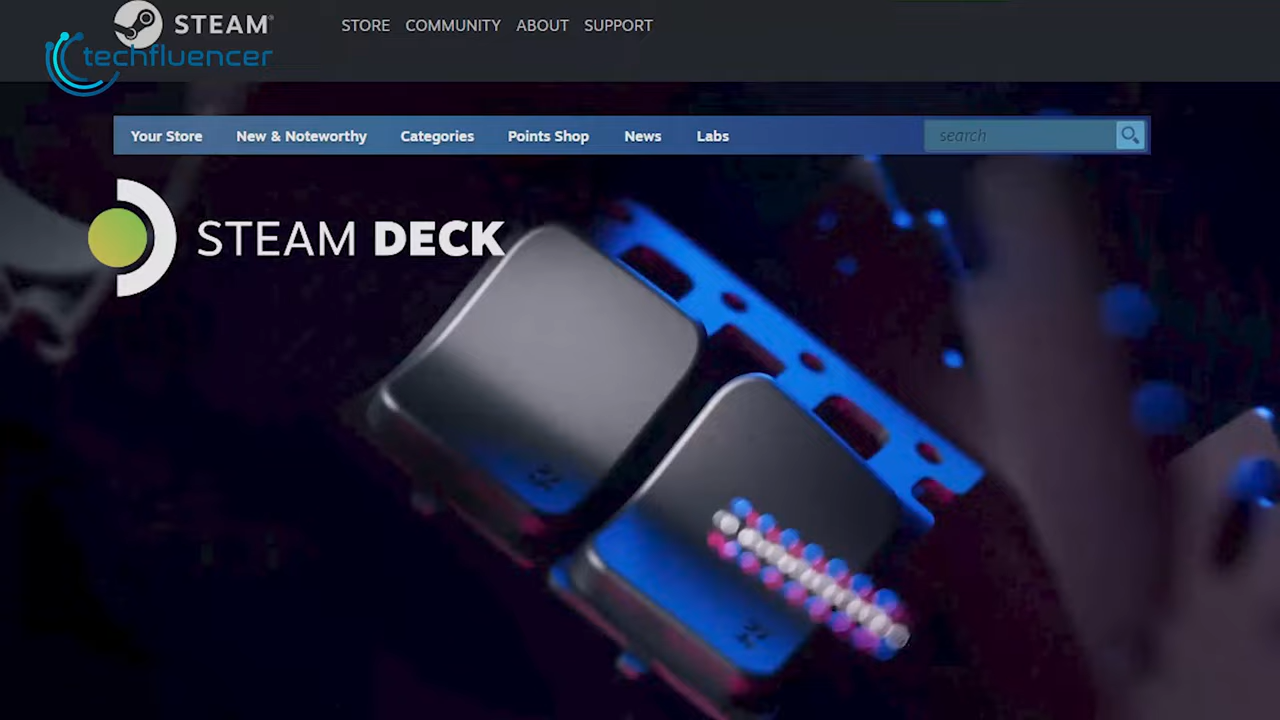 STEAM®
STORE COMMUNITY ABOUT SUPPORT
techfluencer
Your Store New & Noteworthy Categories Points Shop News Labs search
STEAM DECK